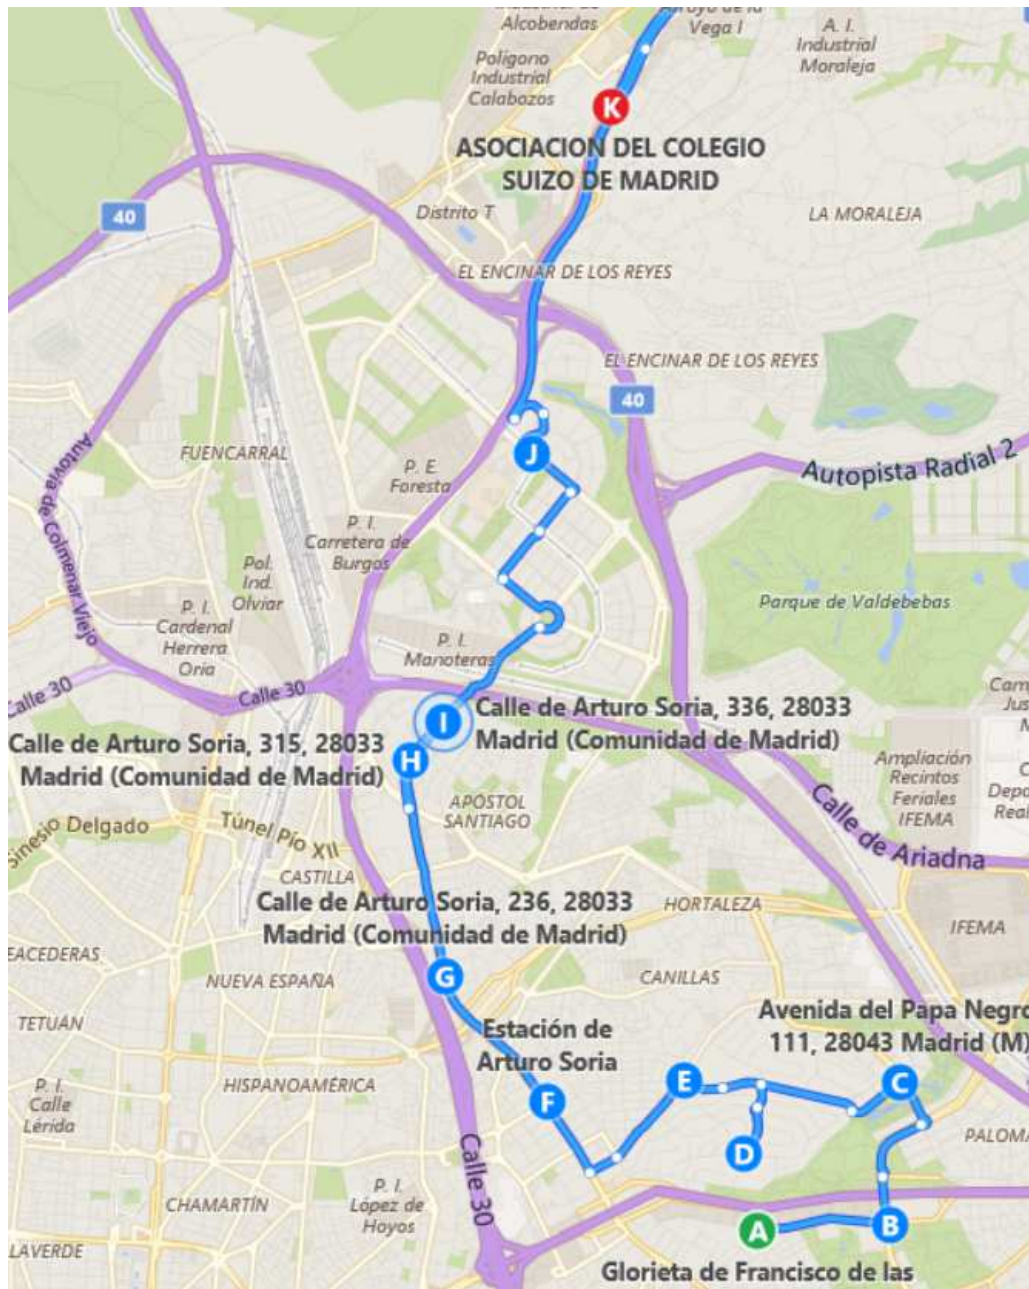 Alcobendas
Vega I
A. I.
Industrial
Moraleja
Polígono
Industrial
Calabozos
K
ASOCIACION DEL COLEGIO
SUIZO DE MADRID
40
Distrito T
LA MORALEJA
EL ENCINAR DE LOS REYES
EL ENCINAR DE LOS REYES
40
Autovía de Colmenar Viejo
FUENCARRAL
J
P. E.
Foresta
Autopista Radial 2
P. I.
Carretera de
Burgos
Pol.
Ind.
Olivar
P. I.
Cardenal
Herrera
Oria
Parque de Valdebebas
P. I.
Manoteras
Calle 30
Calle 30
I
Calle de Arturo Soria, 336, 28033
Madrid (Comunidad de Madrid)
Calle de Arturo Soria, 315, 28033
Madrid (Comunidad de Madrid)
H
Ampliación
Recintos
Feriales
IFEMA
APÓSTOL
SANTIAGO
Calle de Ariadna
Sinesio Delgado
Túnel Pío XII
CASTILLA
Calle de Arturo Soria, 236, 28033
Madrid (Comunidad de Madrid)
HORTALEZA
IFEMA
EACEDERAS
NUEVA ESPAÑA
G
CANILLAS
TETUÁN
Estación de
Arturo Soria
Avenida del Papa Negro
111, 28043 Madrid (M)
P. I.
Calle
Lérida
HISPANOAMÉRICA
E
C
F
D
PALOMA
Calle 30
CHAMARTÍN
P. I.
López de
Hoyos
A
B
LAVERDE
Glorieta de Francisco de las